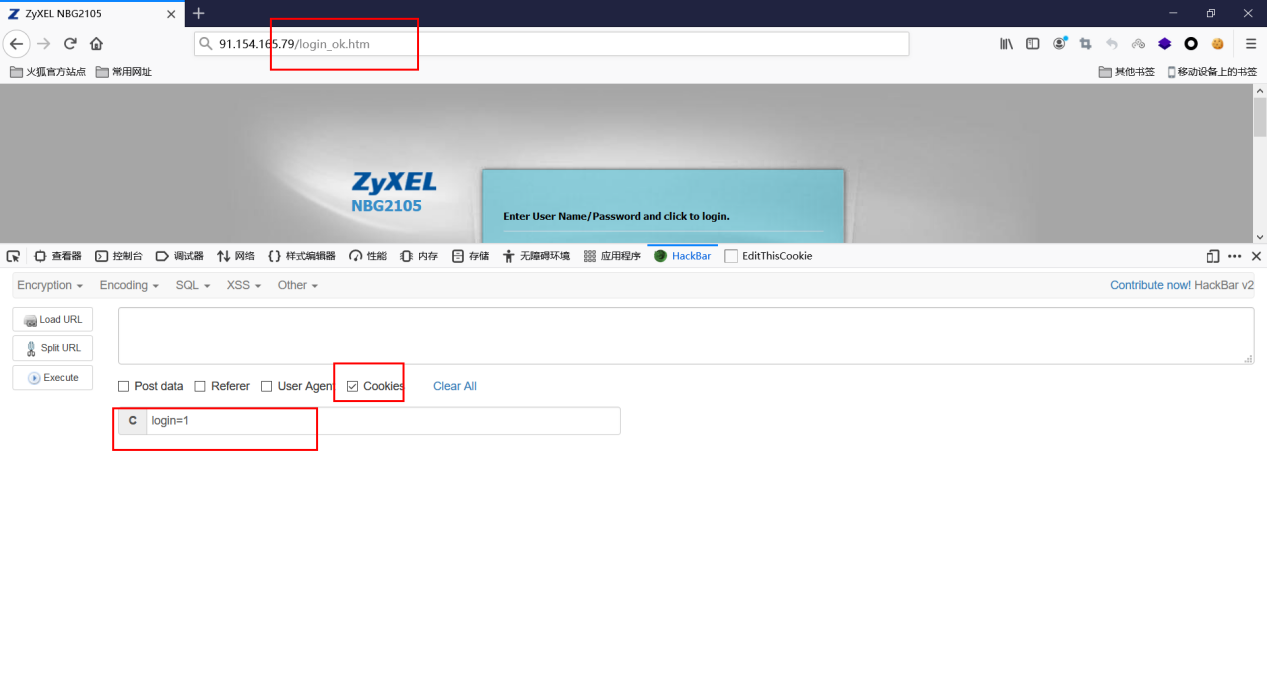 ZyXEL NBG2105
91.154.165.79/login_ok.htm
火狐官方站点 常用网址 其他书签 移动设备上的书签
ZyXEL
NBG2105
Enter User Name/Password and click to login.
查看器 控制台 调试器 网络 样式编辑器 性能 内存 存储 无障碍环境 应用程序 HackBar EditThisCookie
Encryption Encoding SQL XSS Other Contribute now! HackBar v2
Load URL
Split URL
Execute
Post data Referer User Agent Cookies Clear All
C login=1